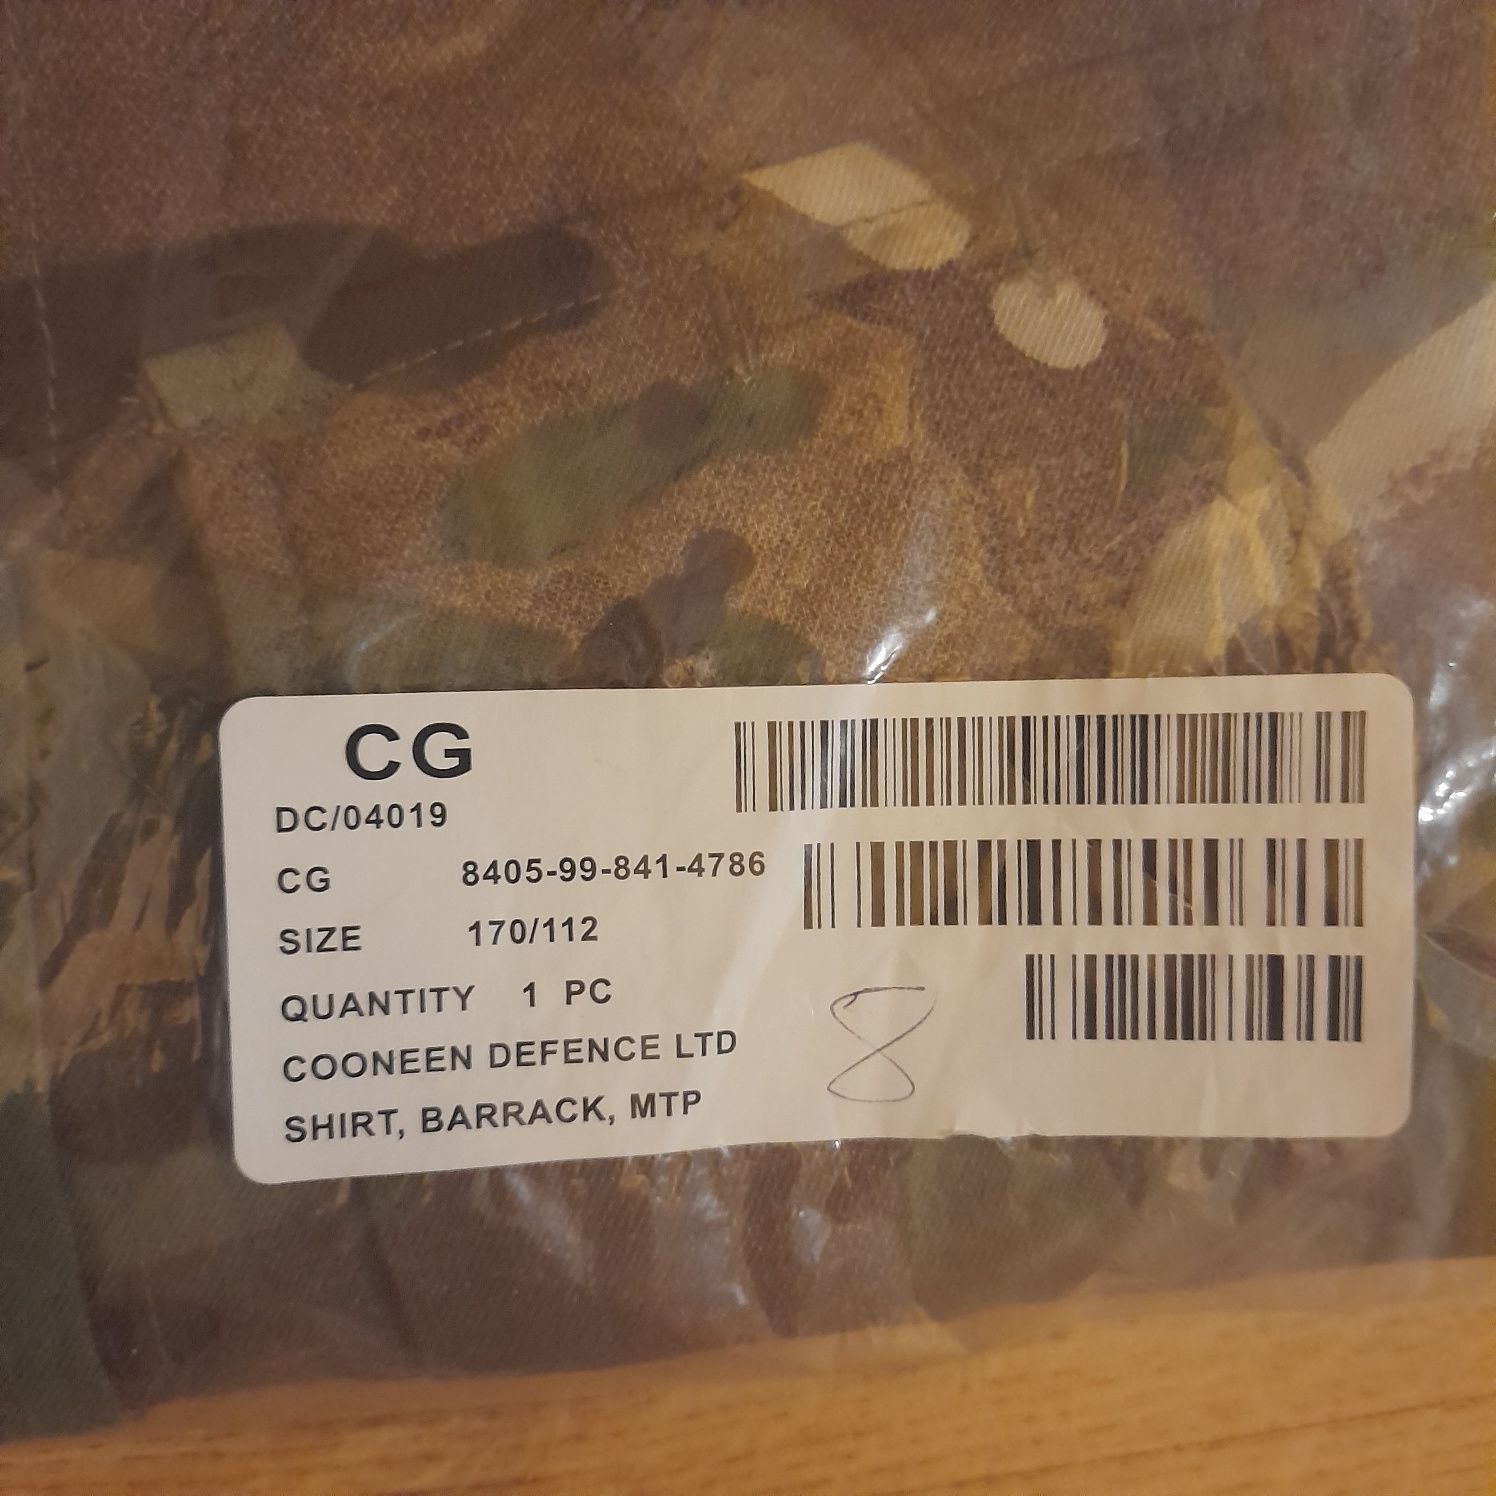 CG
DC/04019
CG 8405-99-841-4786
SIZE 170/112
QUANTITY 1 PC
COONEEN DEFENCE LTD
SHIRT, BARRACK, MTP
8